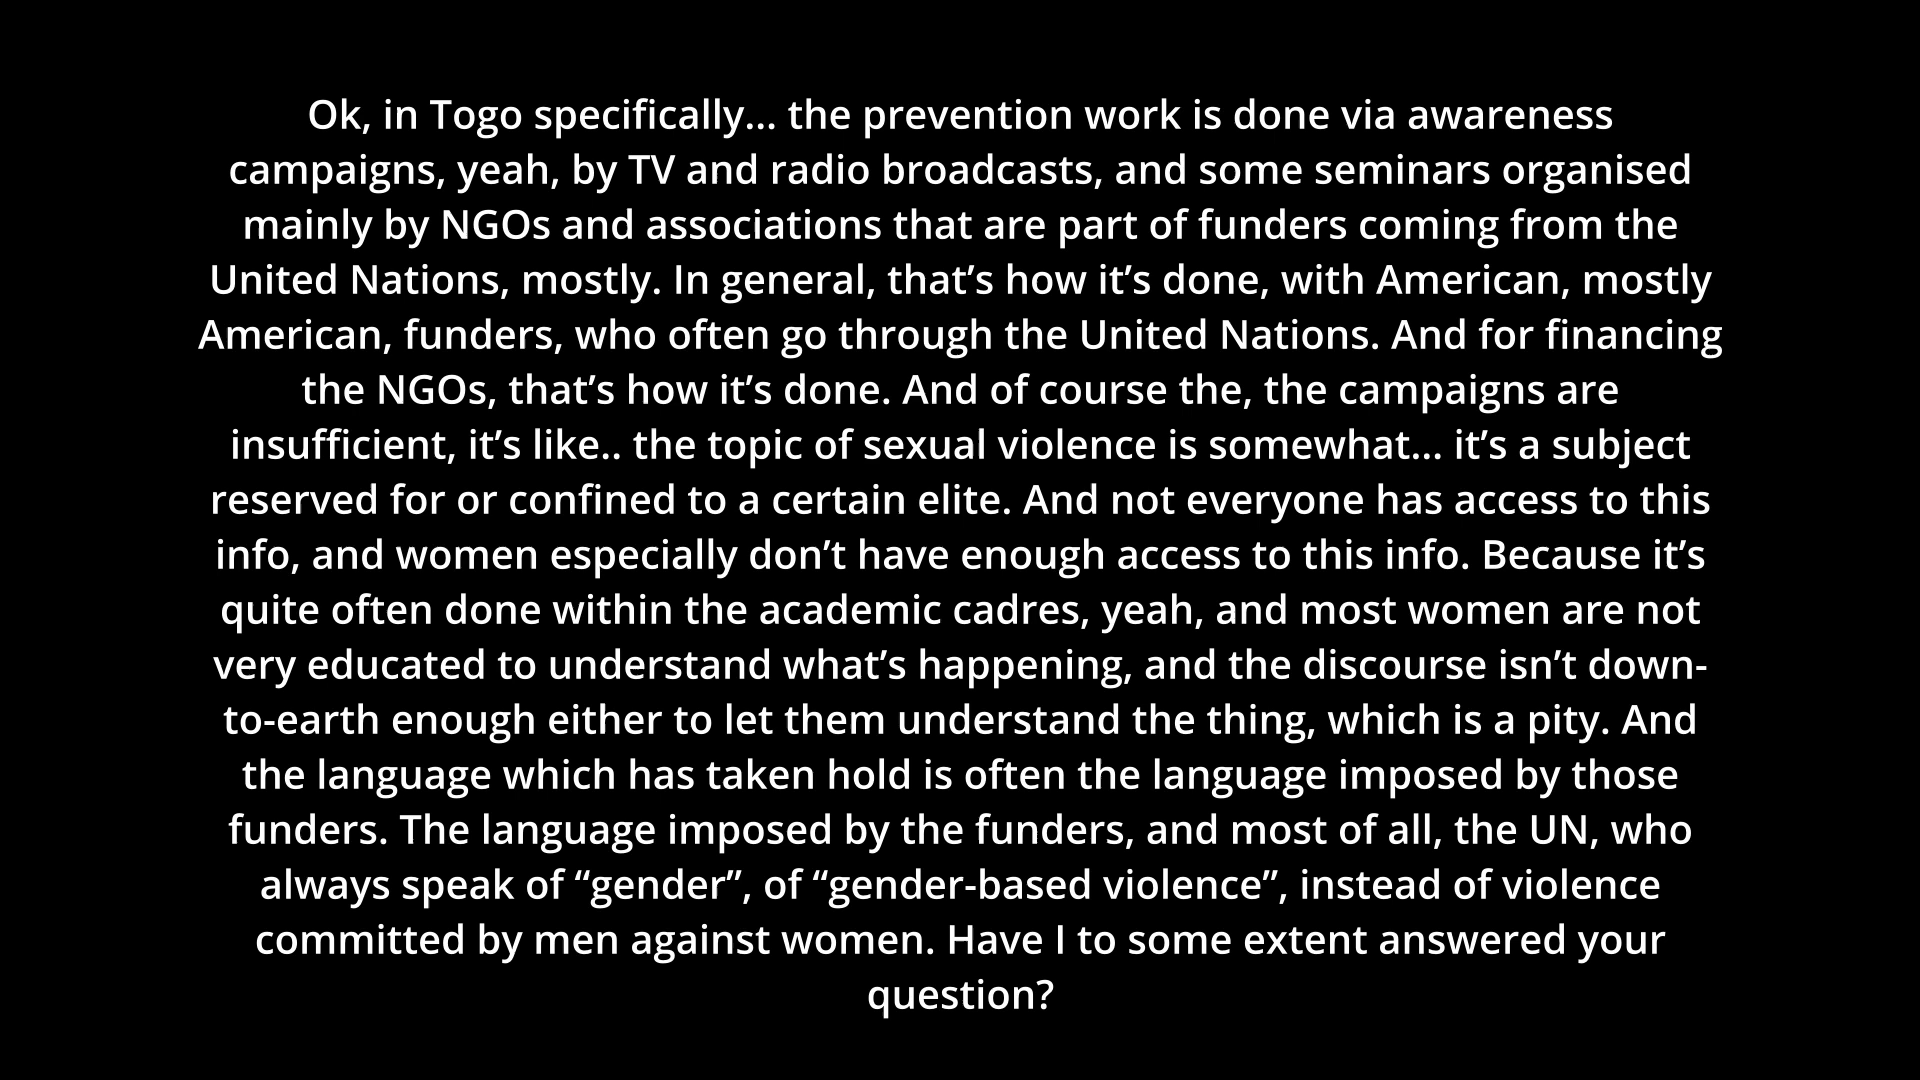 Ok, in Togo specifically... the prevention work is done via awareness
campaigns, yeah, by TV and radio broadcasts, and some seminars organised
mainly by NGOs and associations that are part of funders coming from the
United Nations, mostly. In general, that’s how it’s done, with American, mostly
American, funders, who often go through the United Nations. And for financing
the NGOs, that’s how it’s done. And of course the, the campaigns are
insufficient, it’s like.. the topic of sexual violence is somewhat... it’s a subject
reserved for or confined to a certain elite. And not everyone has access to this
info, and women especially don’t have enough access to this info. Because it’s
quite often done within the academic cadres, yeah, and most women are not
very educated to understand what’s happening, and the discourse isn’t down-
to-earth enough either to let them understand the thing, which is a pity. And
the language which has taken hold is often the language imposed by those
funders. The language imposed by the funders, and most of all, the UN, who
always speak of “gender”, of “gender-based violence”, instead of violence
committed by men against women. Have I to some extent answered your
question?